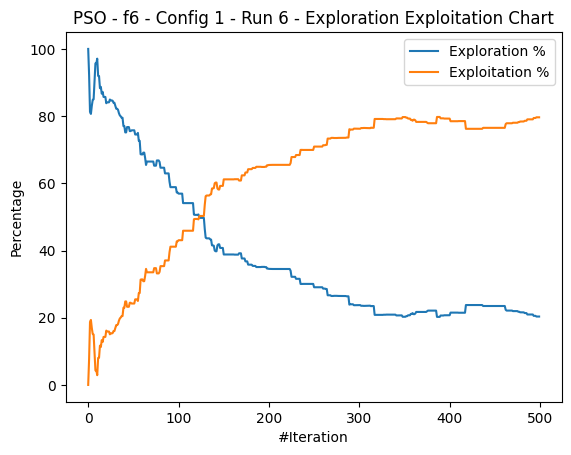 PSO - f6 - Config 1 - Run 6 - Exploration Exploitation Chart
Exploration %
Exploitation %
Percentage
100
80
60
40
20
0
0 100 200 300 400 500
#Iteration